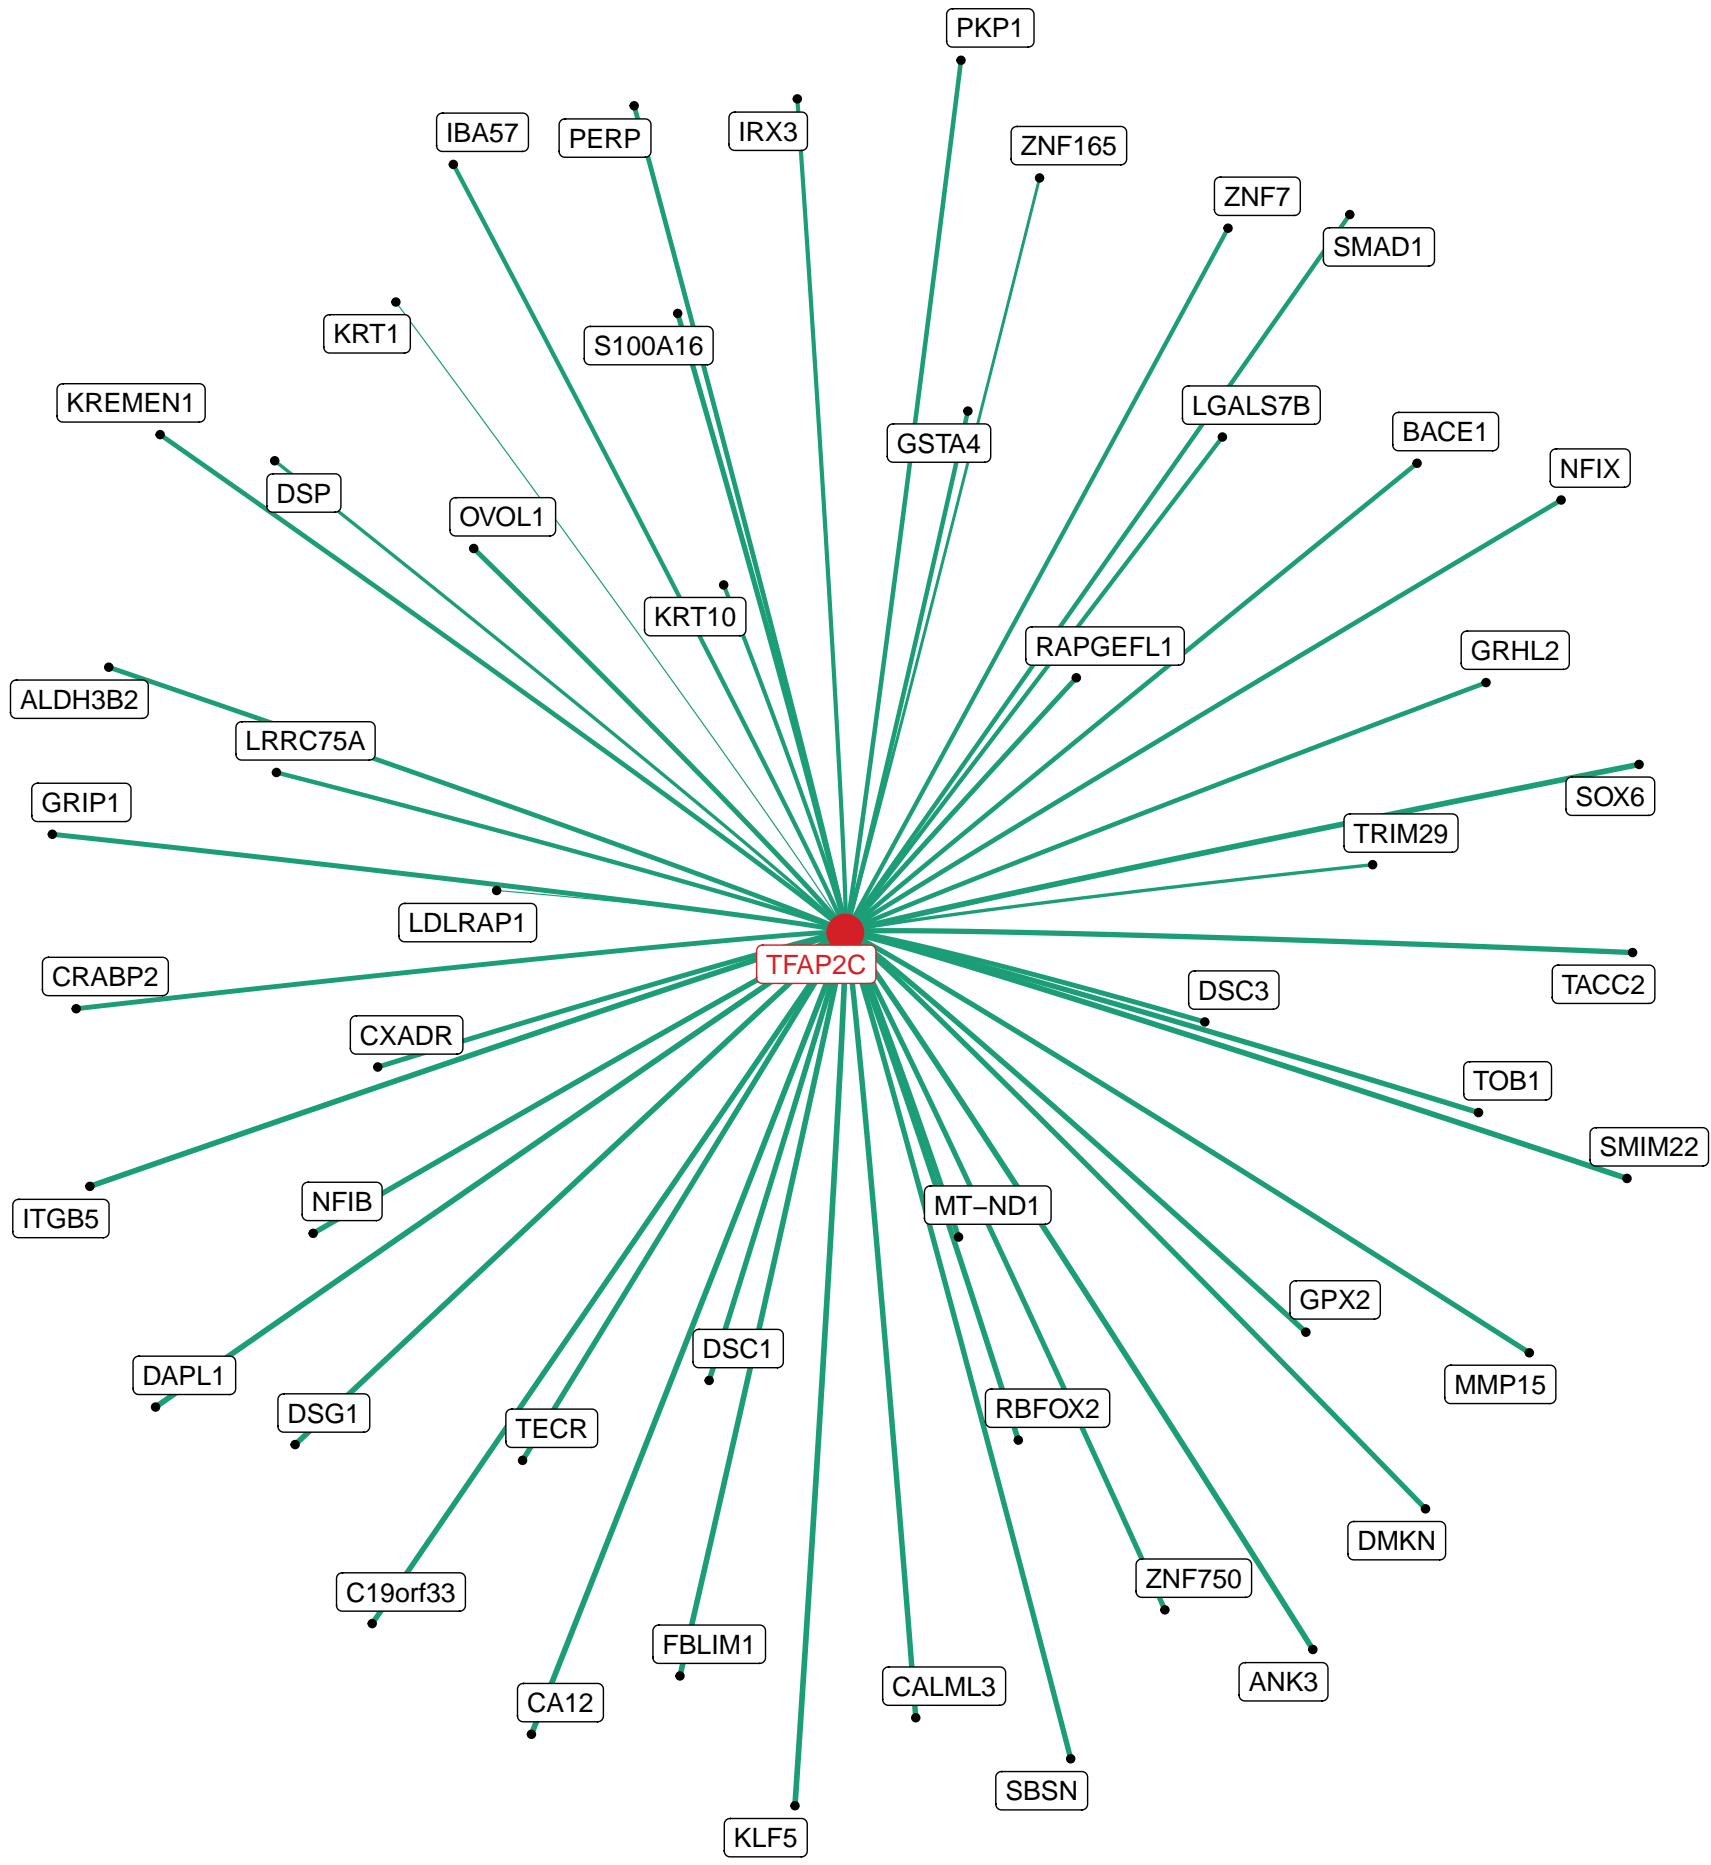 PKP1
IBA57
PERP
IRX3
ZNF165
ZNF7
SMAD1
KRT1
S100A16
KREMEN1
LGALS7B
BACE1
GSTA4
NFIX
DSP
OVOL1
KRT10
RAPGEFL1
GRHL2
ALDH3B2
LRRC75A
SOX6
GRIP1
TRIM29
LDLRAP1
TFAP2C
CRABP2
TACC2
DSC3
CXADR
TOB1
SMIM22
NFIB
MT−ND1
ITGB5
GPX2
DSC1
DAPL1
MMP15
RBFOX2
DSG1
TECR
DMKN
ZNF750
C19orf33
FBLIM1
ANK3
CALML3
CA12
SBSN
KLF5